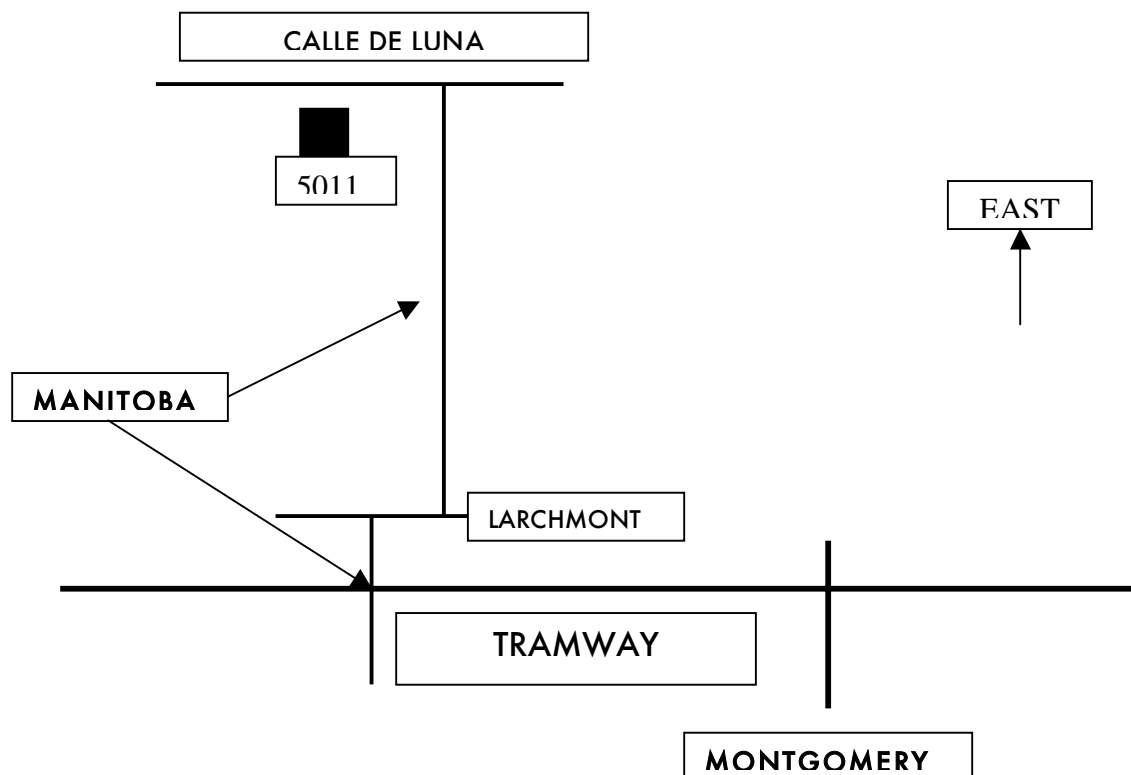 CALLE DE LUNA
5011
EAST
MANITOBA
LARCHMONT
TRAMWAY
MONTGOMERY